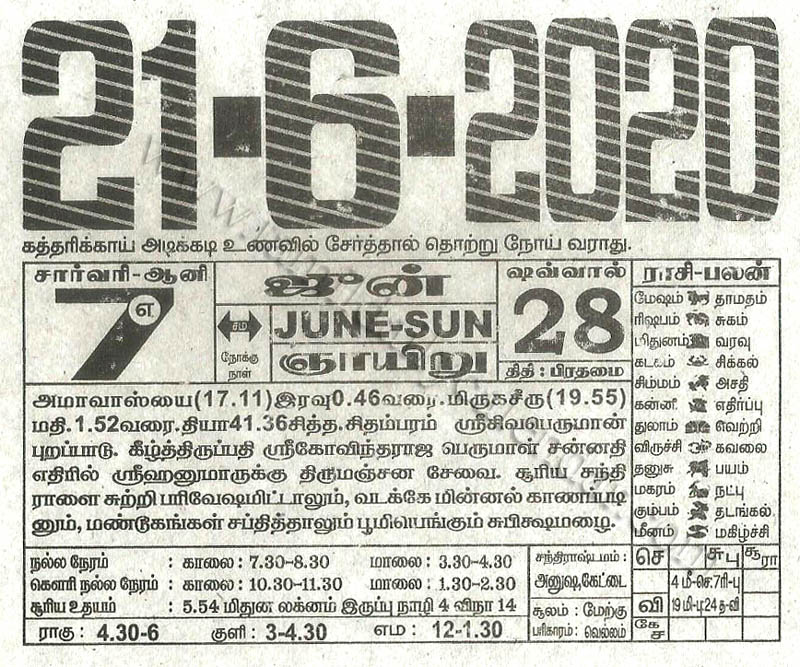 21-6-2020
கத்தரிக்காய் அடிக்கடி உணவில் சேர்த்தால் தொற்று நோய் வராது.
சார்வரி-ஆனி
7
எ
சம
நோக்கு
நாள்
ஜூன்
JUNE-SUN
ஞாயிறு
ஷவ்வால்
28
திதி : பிரதமை
அமாவாஸ்யை(17.11)இரவு0.46வரை.மிருகசீரு(19.55)
மதி.1.52வரை.தியா41.36சித்த.சிதம்பரம் ஸ்ரீசிவபெருமான்
புறப்பாடு. கீழ்த்திருப்பதி ஸ்ரீகோவிந்தராஜ பெருமாள் சன்னதி
எதிரில் ஸ்ரீஹனுமாருக்கு திருமஞ்சன சேவை. சூரிய சந்தி
ராளை சுற்றி பரிவேஷமிட்டாலும், வடக்கே மின்னல் காணப்படி
னும், மண்டூகங்கள் சப்தித்தாலும் பூமியெங்கும் சுபிக்ஷமழை.
ராசி-பலன்
மேஷம் தாமதம்
ரிஷபம் சுகம்
மிதுனம் வரவு
கடகம் சிக்கல்
சிம்மம் அசதி
கன்னி எதிர்ப்பு
துலாம் வெற்றி
விருச்சி கவலை
தனுசு பயம்
மகரம் நட்பு
கும்பம் தடங்கல்
மீனம் மகிழ்ச்சி
நல்ல நேரம் : காலை: 7.30-8.30 மாலை: 3.30-4.30
கௌரி நல்ல நேரம் : காலை: 10.30-11.30 மாலை: 1.30-2.30
சூரிய உதயம் : 5.54 மிதுன லக்னம் இருப்பு நாழி 4 விநா 14
ராகு : 4.30-6 குளி : 3-4.30 எம : 12-1.30
சந்திராஷ்டமம் :
அனுஷ,கேட்டை
சூலம் : மேற்கு
பரிகாரம் : வெல்லம்
செ சுபு சூரா
4 மீ-செ:7ரி-பு
வி 19 மி-பு24 த-வி
கே
ச